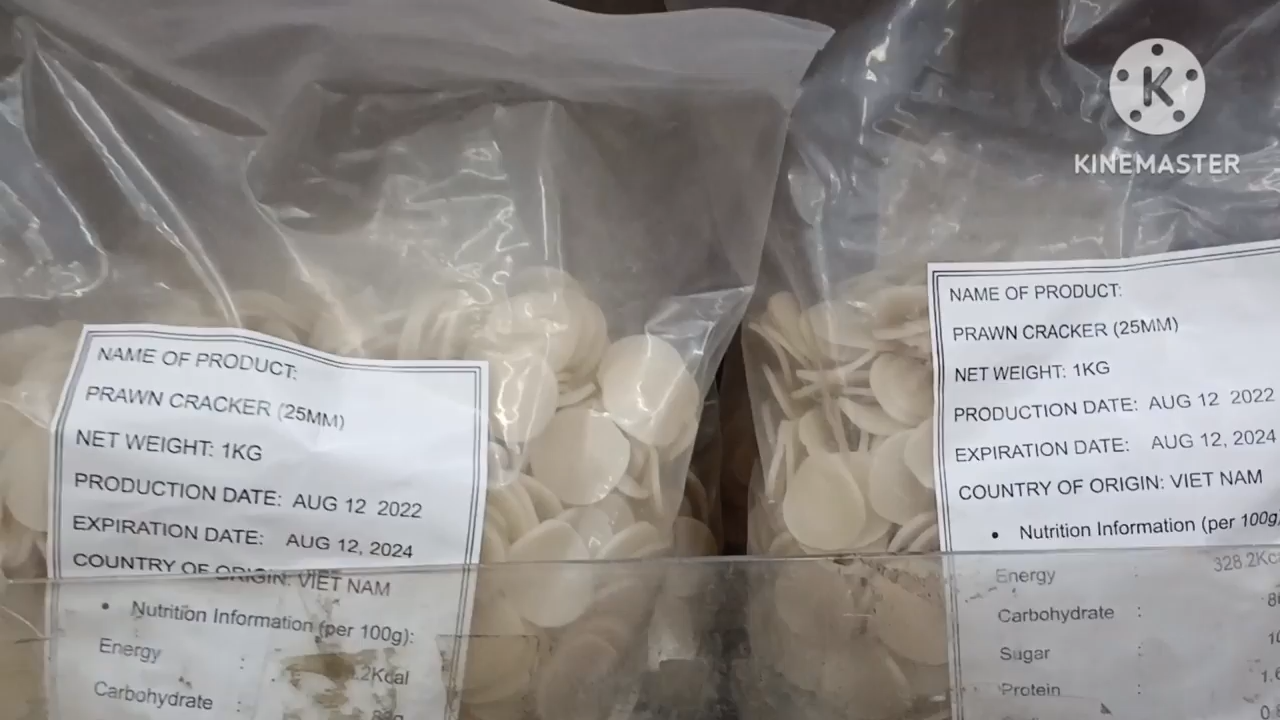 K
KINEMASTER
NAME OF PRODUCT:
PRAWN CRACKER (25MM)
NET WEIGHT: 1KG
PRODUCTION DATE: AUG 12 2022
EXPIRATION DATE: AUG 12, 2024
COUNTRY OF ORIGIN: VIET NAM
• Nutrition Information (per 100g):
Energy :
Carbohydrate :
NAME OF PRODUCT:
PRAWN CRACKER (25MM)
NET WEIGHT: 1KG
PRODUCTION DATE: AUG 12 2022
EXPIRATION DATE: AUG 12, 2024
COUNTRY OF ORIGIN: VIET NAM
• Nutrition Information (per 100g)
Energy : 328.2Kc
Carbohydrate :
Sugar :
Protein :